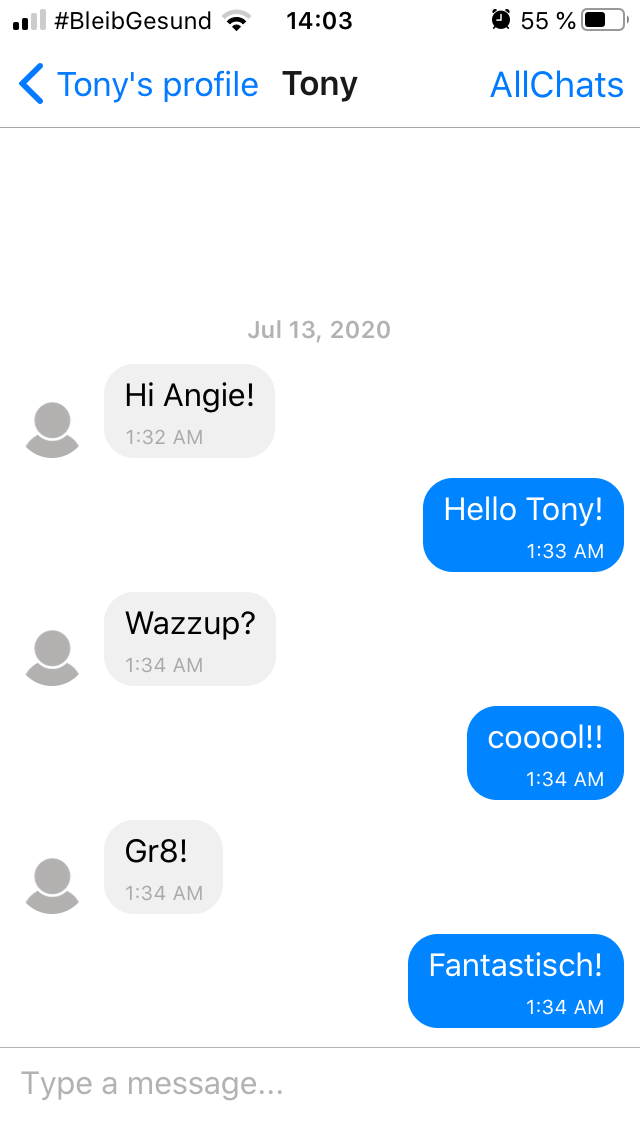 #BleibGesund 14:03 55 %
Tony's profile Tony AllChats
Jul 13, 2020
Hi Angie!
1:32 AM
Hello Tony!
1:33 AM
Wazzup?
1:34 AM
cooool!!
1:34 AM
Gr8!
1:34 AM
Fantastisch!
1:34 AM
Type a message...